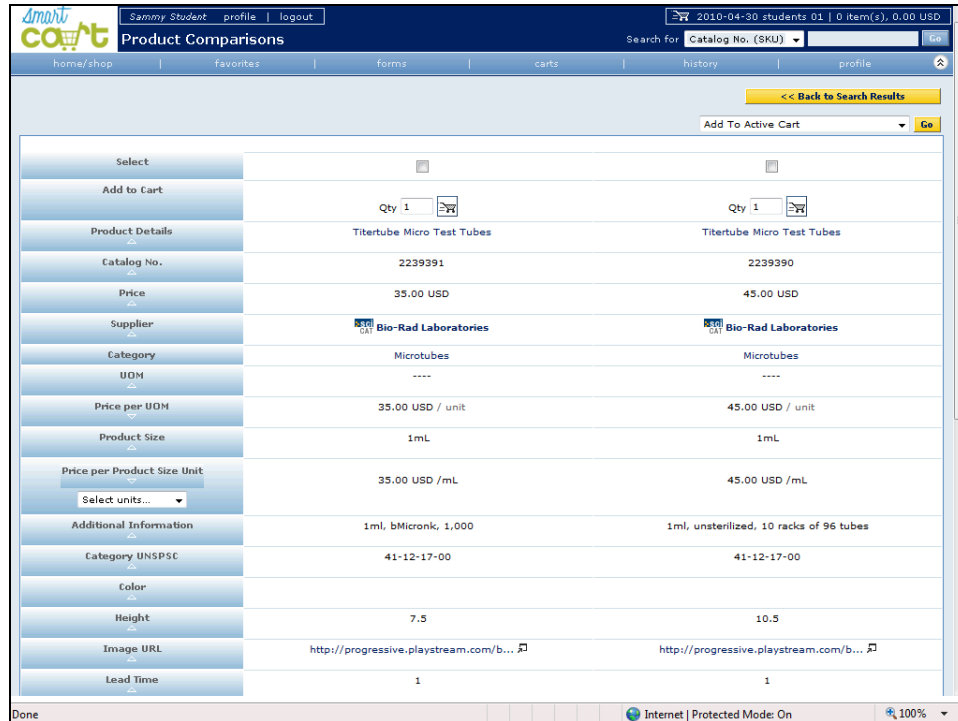 smart
cart
Sammy Student profile | logout
2010-04-30 students 01 | 0 item(s), 0.00 USD
Product Comparisons
Search for Catalog No. (SKU) Go
home/shop | favorites | forms | carts | history | profile
<< Back to Search Results
Add To Active Cart Go
Select
Add to Cart Qty 1 Qty 1
Product Details Titertube Micro Test Tubes Titertube Micro Test Tubes
Catalog No. 2239391 2239390
Price 35.00 USD 45.00 USD
Supplier sci CAT Bio-Rad Laboratories sci CAT Bio-Rad Laboratories
Category Microtubes Microtubes
UOM ---- ----
Price per UOM 35.00 USD / unit 45.00 USD / unit
Product Size 1mL 1mL
Price per Product Size Unit 35.00 USD /mL 45.00 USD /mL
Select units...
Additional Information 1ml, bMicronk, 1,000 1ml, unsterilized, 10 racks of 96 tubes
Category UNSPSC 41-12-17-00 41-12-17-00
Color
Height 7.5 10.5
Image URL http://progressive.playstream.com/b... http://progressive.playstream.com/b...
Lead Time 1 1
Done Internet | Protected Mode: On 100%